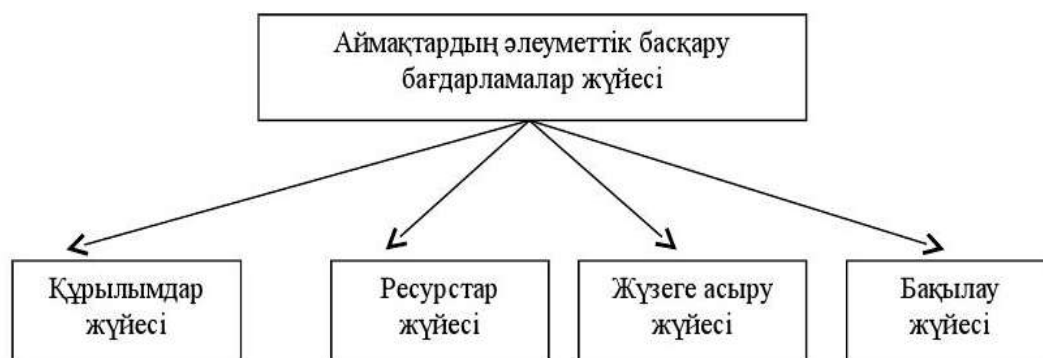 Аймақтардың әлеуметтік басқару
бағдарламалар жүйесі
Құрылымдар
жүйесі
Ресурстар
жүйесі
Жүзеге асыру
жүйесі
Бақылау
жүйесі